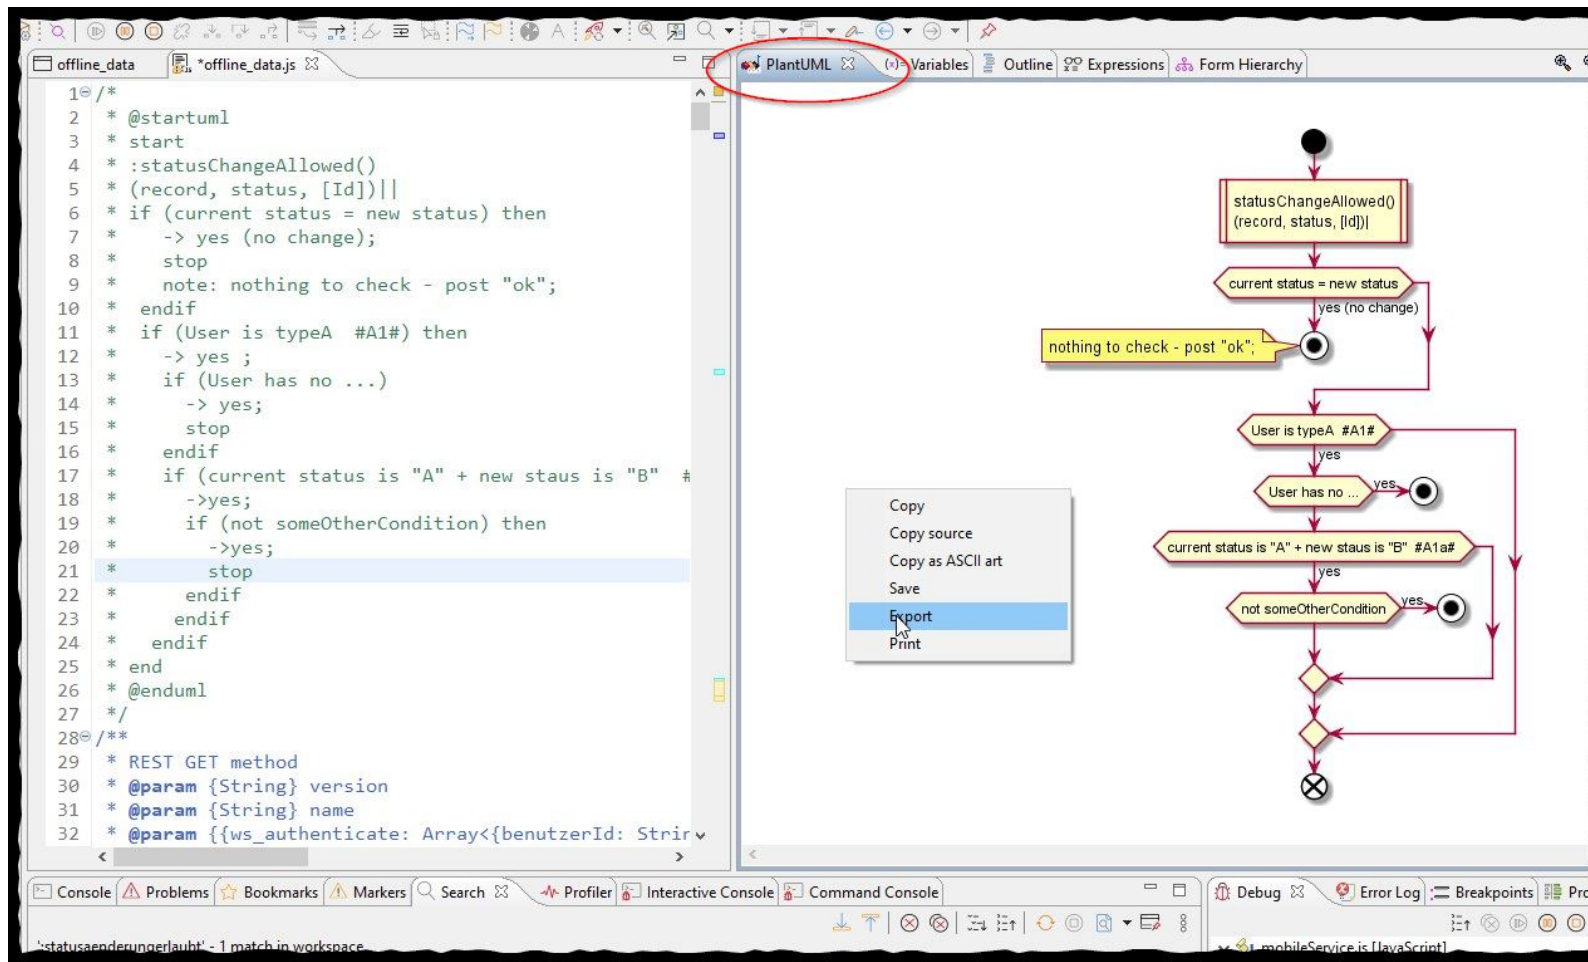 offline_data
*offline_data.js
PlantUML
(x)= Variables
Outline
Expressions
Form Hierarchy
1 /*
2 * @startuml
3 * start
4 * :statusChangeAllowed()
5 * (record, status, [Id])||
6 * if (current status = new status) then
7 * -> yes (no change);
8 * stop
9 * note: nothing to check - post "ok";
10 * endif
11 * if (User is typeA #A1#) then
12 * -> yes ;
13 * if (User has no ...)
14 * -> yes;
15 * stop
16 * endif
17 * if (current status is "A" + new staus is "B" #
18 * ->yes;
19 * if (not someOtherCondition) then
20 * ->yes;
21 * stop
22 * endif
23 * endif
24 * endif
25 * end
26 * @enduml
27 */
28 /**
29 * REST GET method
30 * @param {String} version
31 * @param {String} name
32 * @param {{ws_authenticate: Array<{benutzerId: Strin
statusChangeAllowed()
(record, status, [Id])|
current status = new status
yes (no change)
nothing to check - post "ok";
User is typeA #A1#
yes
User has no ...
yes
current status is "A" + new staus is "B" #A1a#
yes
not someOtherCondition
yes
Copy
Copy source
Copy as ASCII art
Save
Export
Print
Console
Problems
Bookmarks
Markers
Search
Profiler
Interactive Console
Command Console
Debug
Error Log
Breakpoints
Pro
':statusaenderungerlaubt' - 1 match in workspace
mobileService.js [JavaScript]